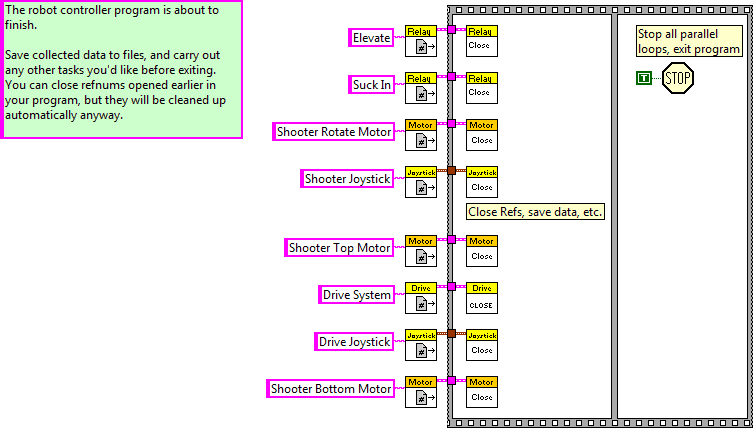 The robot controller program is about to
finish.
Save collected data to files, and carry out
any other tasks you'd like before exiting.
You can close refnums opened earlier in
your program, but they will be cleaned up
automatically anyway.
Elevate
Relay
#
Relay
Close
Suck In
Relay
#
Relay
Close
Shooter Rotate Motor
Motor
#
Motor
Close
Shooter Joystick
Joystick
#
Joystick
Close
Close Refs, save data, etc.
Shooter Top Motor
Motor
#
Motor
Close
Drive System
Drive
#
Drive
CLOSE
Drive Joystick
Joystick
#
Joystick
Close
Shooter Bottom Motor
Motor
#
Motor
Close
Stop all parallel
loops, exit program
T
STOP